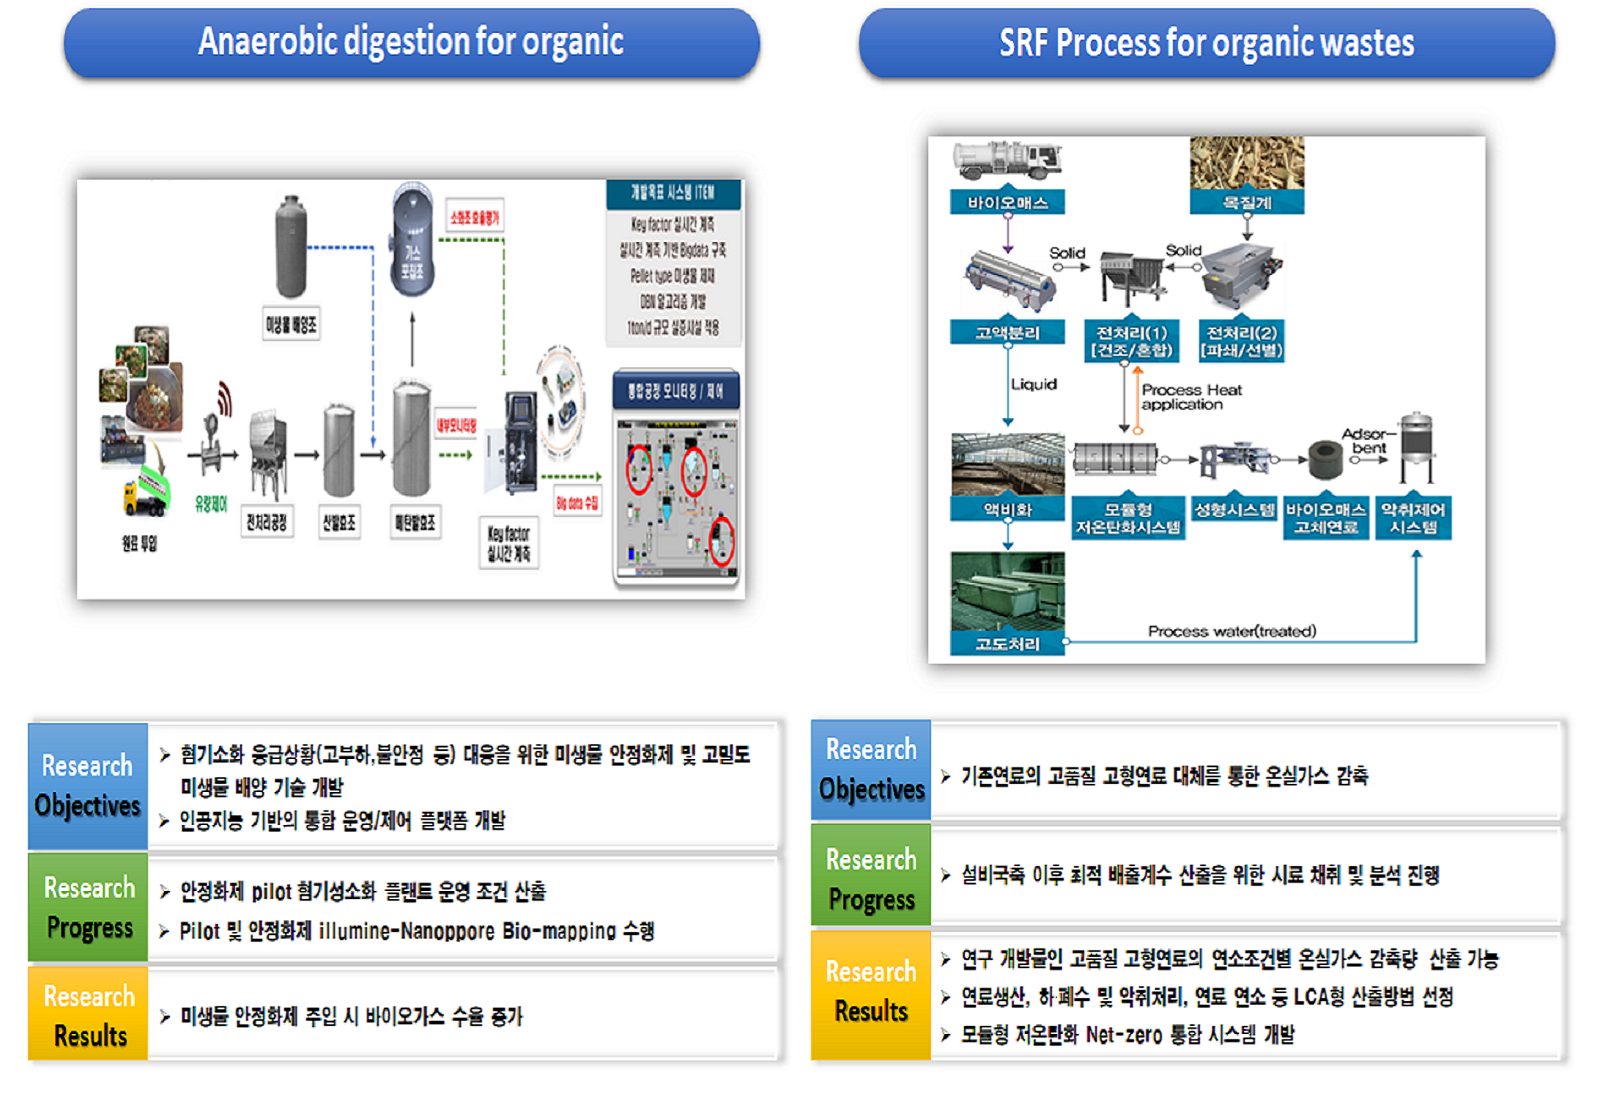 Anaerobic digestion for organic
개발목표 시스템 ITEM
Key factor 실시간 계측
실시간 계측 기반 Bigdata 구축
Pellet type 미생물 제재
DBN 알고리즘 개발
1ton/d 규모 실증시설 적용
소화조 효율평가
가스
포집조
미생물 배양조
통합공정 모니터링 / 제어
내부모니터링
유량제어
전처리공정
산발효조
메탄발효조
Key factor
실시간 계측
Big data 수집
원료 투입
Research
Objectives
➢ 혐기소화 응급상황(고부하,불안정 등) 대응을 위한 미생물 안정화제 및 고밀도
미생물 배양 기술 개발
➢ 인공지능 기반의 통합 운영/제어 플랫폼 개발
Research
Progress
➢ 안정화제 pilot 혐기성소화 플랜트 운영 조건 산출
➢ Pilot 및 안정화제 illumine-Nanoppore Bio-mapping 수행
Research
Results
➢ 미생물 안정화제 주입 시 바이오가스 수율 증가
SRF Process for organic wastes
바이오매스
목질계
Solid
Solid
고액분리
전처리(1)
[건조/혼합]
전처리(2)
[파쇄/선별]
Liquid
Process Heat
application
Adsor-
bent
액비화
모듈형
저온탄화시스템
성형시스템
바이오매스
고체연료
악취제어
시스템
고도처리
Process water(treated)
Research
Objectives
➢ 기존연료의 고품질 고형연료 대체를 통한 온실가스 감축
Research
Progress
➢ 설비국축 이후 최적 배출계수 산출을 위한 시료 채취 및 분석 진행
Research
Results
➢ 연구 개발물인 고품질 고형연료의 연소조건별 온실가스 감축량 산출 가능
➢ 연료생산, 하·폐수 및 악취처리, 연료 연소 등 LCA형 산출방법 선정
➢ 모듈형 저온탄화 Net-zero 통합 시스템 개발